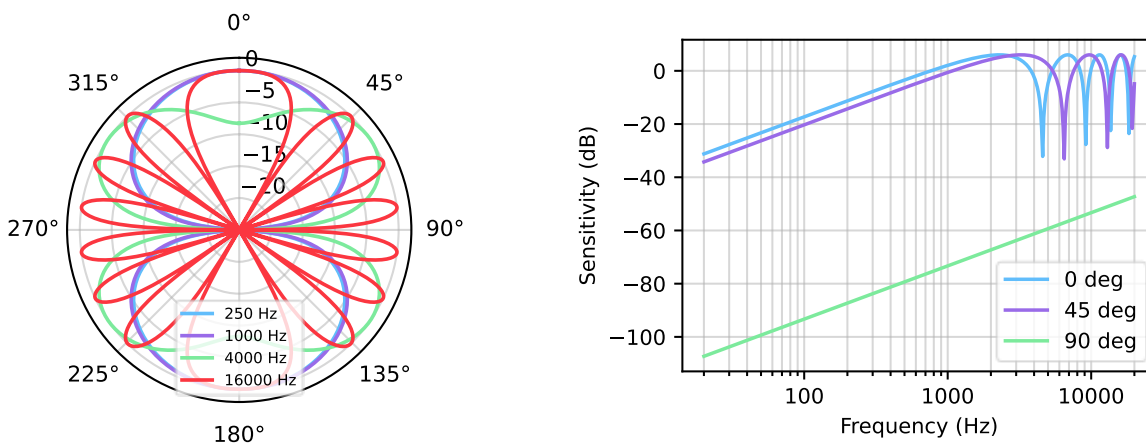 0°
45°
90°
135°
180°
225°
270°
315°
0
−5
−10
−15
−20
250 Hz
1000 Hz
4000 Hz
16000 Hz
Sensitivity (dB)
0
−20
−40
−60
−80
−100
100
1000
10000
Frequency (Hz)
0 deg
45 deg
90 deg